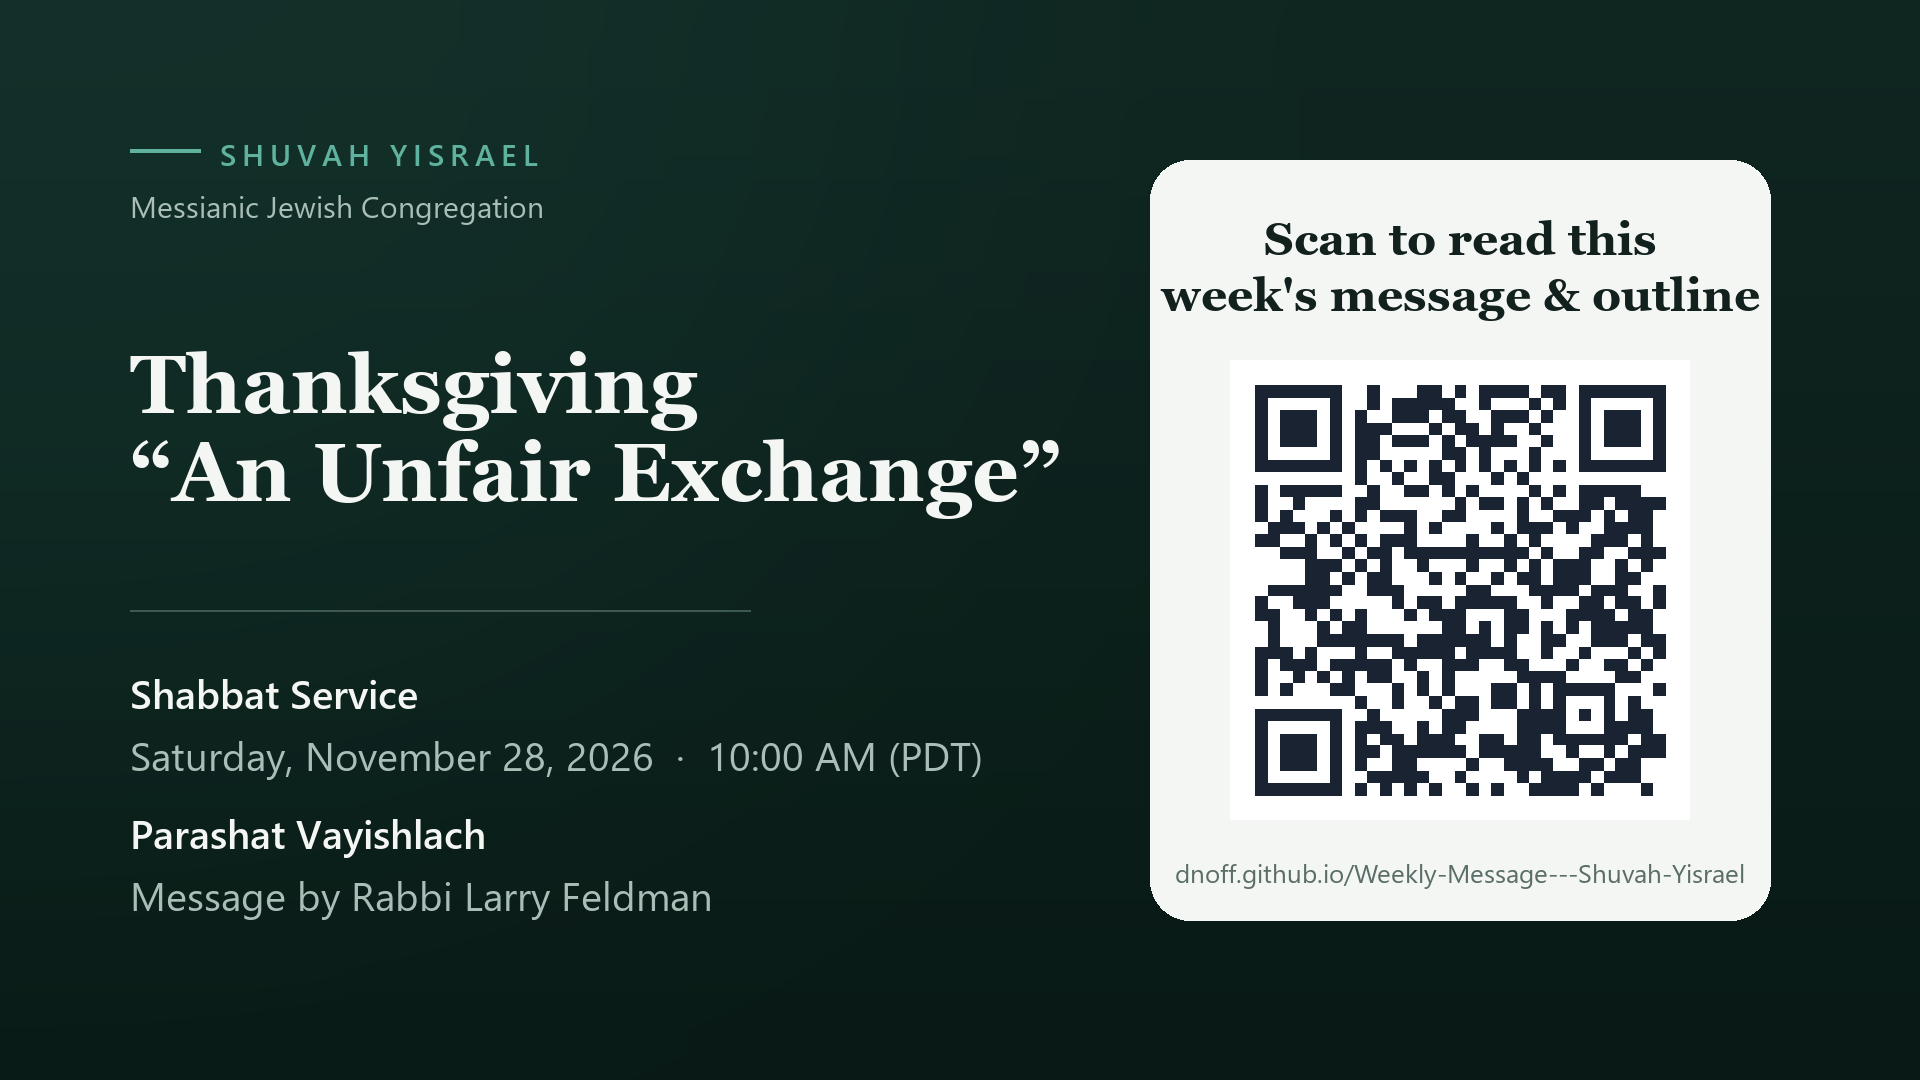 SHUVAH YISRAEL
Messianic Jewish Congregation
Thanksgiving
“An Unfair Exchange”
Shabbat Service
Saturday, November 28, 2026 · 10:00 AM (PDT)
Parashat Vayishlach
Message by Rabbi Larry Feldman
Scan to read this
week's message & outline
dnoff.github.io/Weekly-Message---Shuvah-Yisrael